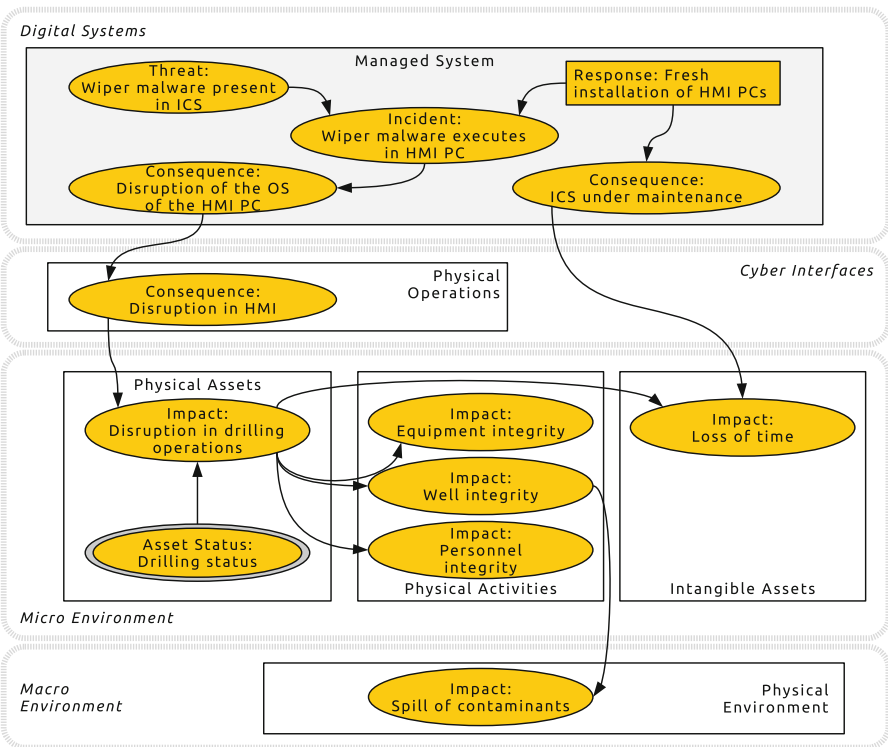 Digital Systems
Managed System
Threat:
Wiper malware present
in ICS
Response: Fresh
installation of HMI PCs
Incident:
Wiper malware executes
in HMI PC
Consequence:
Disruption of the OS
of the HMI PC
Consequence:
ICS under maintenance
Cyber Interfaces
Physical
Operations
Consequence:
Disruption in HMI
Physical Assets
Impact:
Disruption in drilling
operations
Asset Status:
Drilling status
Impact:
Equipment integrity
Impact:
Well integrity
Impact:
Personnel
integrity
Physical Activities
Impact:
Loss of time
Intangible Assets
Micro Environment
Macro
Environment
Impact:
Spill of contaminants
Physical
Environment